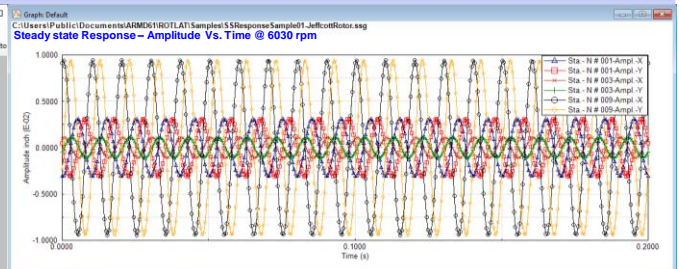 Graph: Default
C:\Users\Public\Documents\ARMD61\ROTLAT\Samples\SSResponseSample01-JeffcottRotor.ssg
Steady state Response – Amplitude Vs. Time @ 6030 rpm
to
1.0000
0.5000
0.0000
-0.5000
-1.0000
Amplitude inch (E-02)
Sta.- N # 001-Ampl.-X
Sta.- N # 001-Ampl.-Y
Sta.- N # 003-Ampl.-X
Sta.- N # 003-Ampl.-Y
Sta.- N # 009-Ampl.-X
Sta.- N # 009-Ampl.-Y
0.0000
0.1000
0.2000
Time (s)